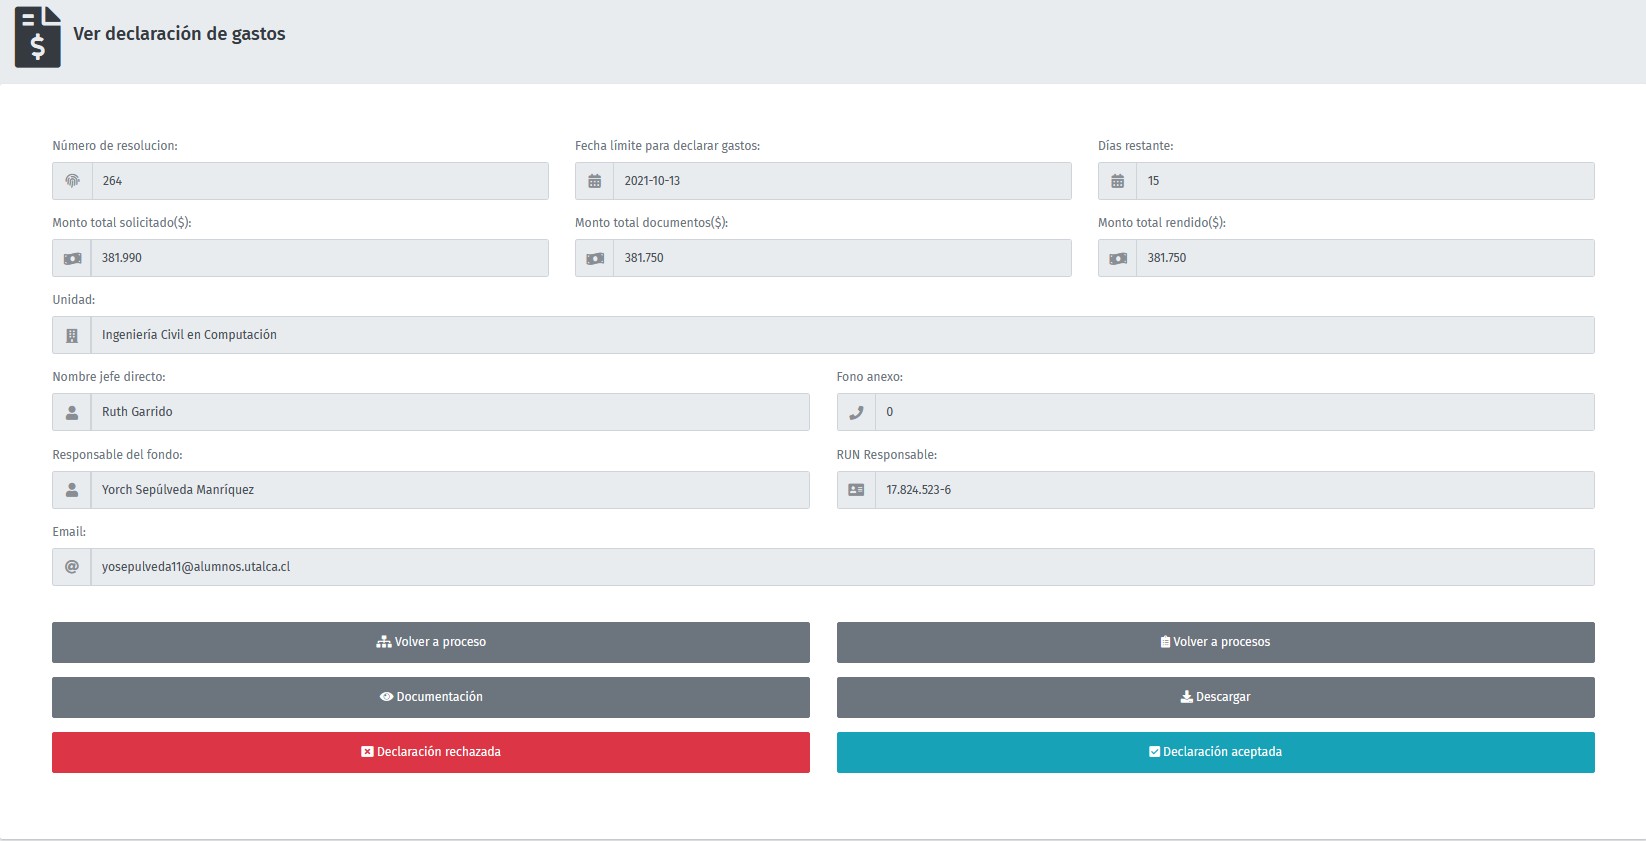 Ver declaración de gastos
Número de resolucion: Fecha límite para declarar gastos: Días restante:
264 2021-10-13 15
Monto total solicitado($): Monto total documentos($): Monto total rendido($):
381.990 381.750 381.750
Unidad:
Ingeniería Civil en Computación
Nombre jefe directo: Fono anexo:
Ruth Garrido 0
Responsable del fondo: RUN Responsable:
Yorch Sepúlveda Manríquez 17.824.523-6
Email:
yosepulveda11@alumnos.utalca.cl
Volver a proceso Volver a procesos
Documentación Descargar
Declaración rechazada Declaración aceptada